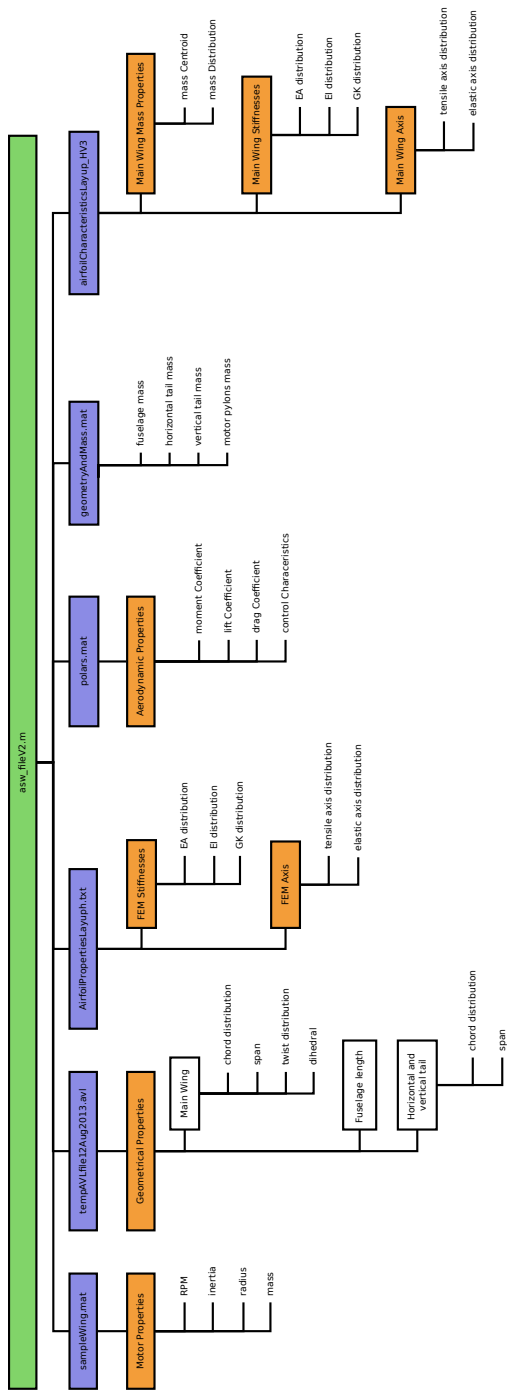 asw_fileV2.m
sampleWing.mat
Motor Properties
RPM
inertia
radius
mass
tempAVLfile12Aug2013.avl
Geometrical Properties
Main Wing
chord distribution
span
twist distribution
dihedral
Fuselage length
Horizontal and
vertical tail
chord distribution
span
AirfoilPropertiesLayuph.txt
FEM Stiffnesses
EA distribution
EI distribution
GK distribution
FEM Axis
tensile axis distribution
elastic axis distribution
polars.mat
Aerodynamic Properties
moment Coefficient
lift Coefficient
drag Coefficient
control Characeristics
geometryAndMass.mat
fuselage mass
horizontal tail mass
vertical tail mass
motor pylons mass
airfoilCharacteristicsLayup_HV3
Main Wing Mass Properties
mass Centroid
mass Distribution
Main Wing Stiffnesses
EA distribution
EI distribution
GK distribution
Main Wing Axis
tensile axis distribution
elastic axis distribution